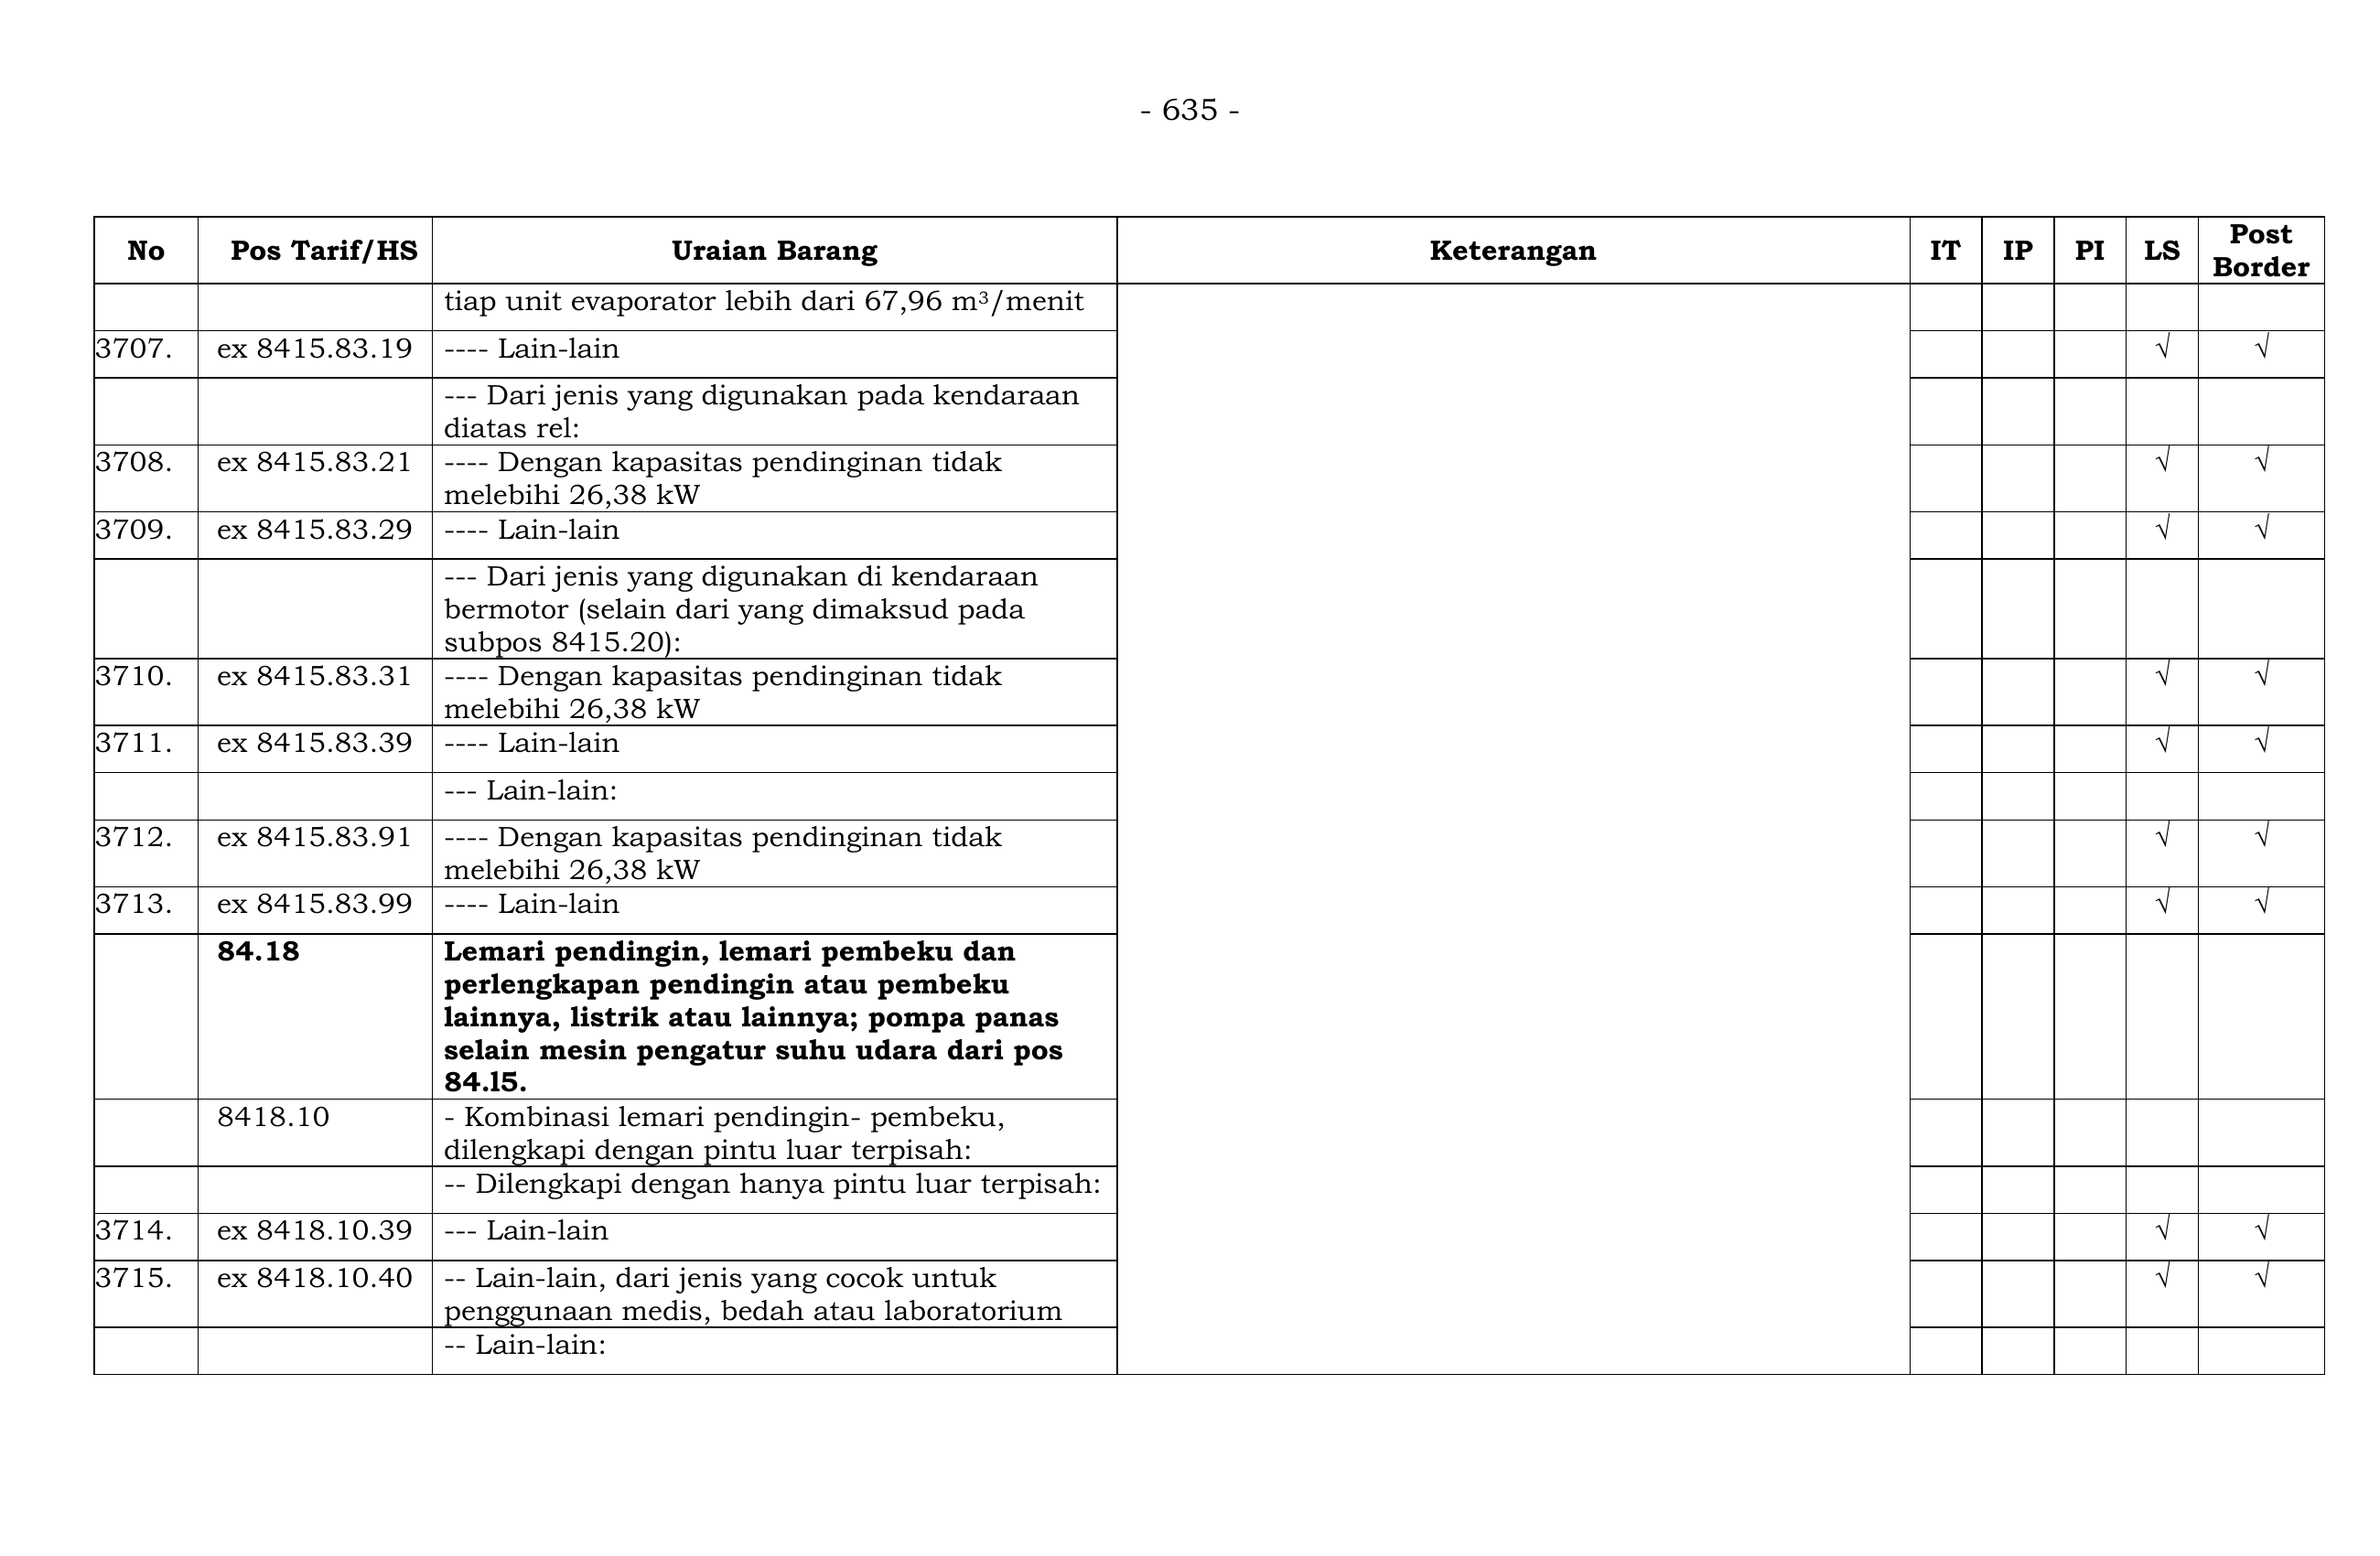 - 635 -
No Pos Tarif/HS Uraian Barang Keterangan IT IP PI LS Post Border
tiap unit evaporator lebih dari 67,96 m³/menit
3707. ex 8415.83.19 ---- Lain-lain √ √
--- Dari jenis yang digunakan pada kendaraan
diatas rel:
3708. ex 8415.83.21 ---- Dengan kapasitas pendinginan tidak √ √
melebihi 26,38 kW
3709. ex 8415.83.29 ---- Lain-lain √ √
--- Dari jenis yang digunakan di kendaraan
bermotor (selain dari yang dimaksud pada
subpos 8415.20):
3710. ex 8415.83.31 ---- Dengan kapasitas pendinginan tidak √ √
melebihi 26,38 kW
3711. ex 8415.83.39 ---- Lain-lain √ √
--- Lain-lain:
3712. ex 8415.83.91 ---- Dengan kapasitas pendinginan tidak √ √
melebihi 26,38 kW
3713. ex 8415.83.99 ---- Lain-lain √ √
84.18 Lemari pendingin, lemari pembeku dan
perlengkapan pendingin atau pembeku
lainnya, listrik atau lainnya; pompa panas
selain mesin pengatur suhu udara dari pos
84.l5.
8418.10 - Kombinasi lemari pendingin- pembeku,
dilengkapi dengan pintu luar terpisah:
-- Dilengkapi dengan hanya pintu luar terpisah:
3714. ex 8418.10.39 --- Lain-lain √ √
3715. ex 8418.10.40 -- Lain-lain, dari jenis yang cocok untuk √ √
penggunaan medis, bedah atau laboratorium
-- Lain-lain: